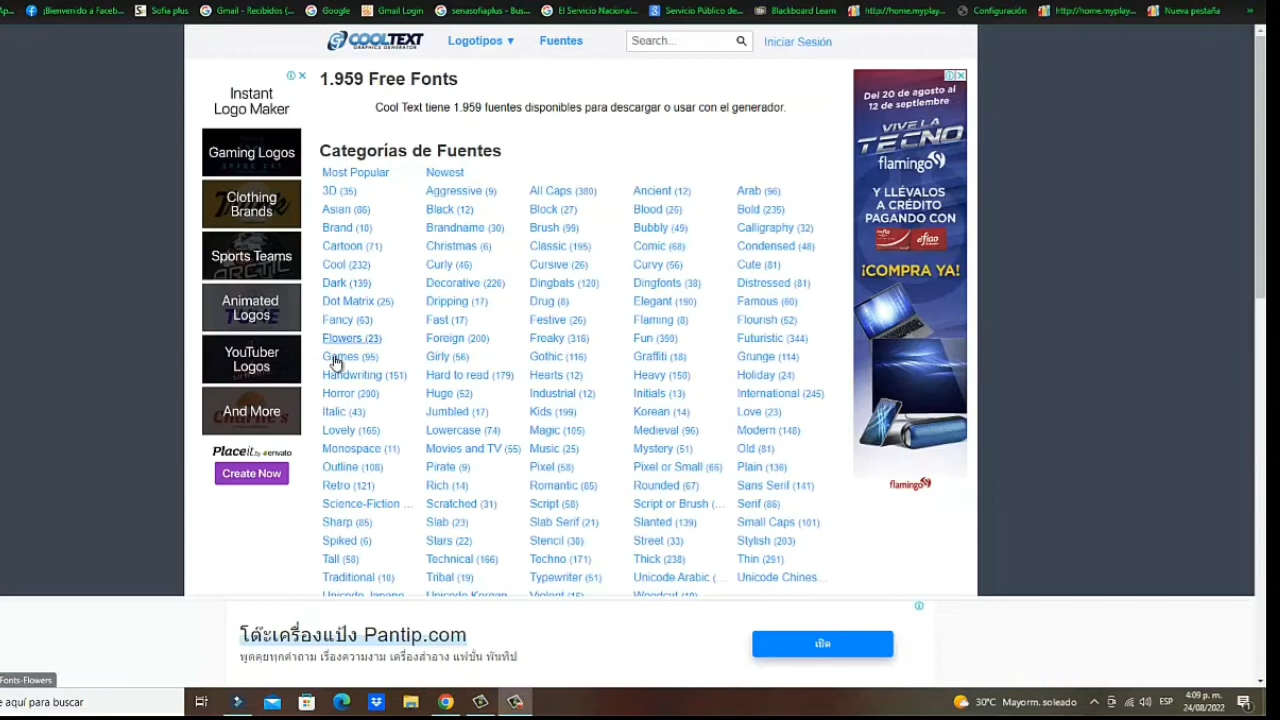 ¡Bienvenido a Faceb...
Sofia plus
Gmail - Recibidos (...
Google
Gmail Login
senasofiaplus - Bus...
El Servicio Nacional...
Servicio Público de...
Blackboard Learn
http://home.myplay...
Configuración
http://home.myplay...
Nueva pestaña
»
COOLTEXT
GRAPHICS GENERATOR
Logotipos ▼
Fuentes
Search...
Iniciar Sesión
Instant
Logo Maker
Gaming Logos
Clothing
Brands
Sports Teams
Animated
Logos
YouTuber
Logos
And More
Placeit by envato
Create Now
1.959 Free Fonts
Cool Text tiene 1.959 fuentes disponibles para descargar o usar con el generador.
Categorías de Fuentes
Most Popular Newest
3D (35) Aggressive (9) All Caps (380) Ancient (12) Arab (96)
Asian (86) Black (12) Block (27) Blood (26) Bold (235)
Brand (10) Brandname (30) Brush (99) Bubbly (49) Calligraphy (32)
Cartoon (71) Christmas (6) Classic (195) Comic (68) Condensed (48)
Cool (232) Curly (46) Cursive (26) Curvy (56) Cute (81)
Dark (139) Decorative (220) Dingbats (120) Dingfonts (38) Distressed (81)
Dot Matrix (25) Dripping (17) Drug (8) Elegant (190) Famous (60)
Fancy (63) Fast (17) Festive (26) Flaming (8) Flourish (52)
Flowers (23) Foreign (200) Freaky (316) Fun (390) Futuristic (344)
Games (95) Girly (56) Gothic (116) Graffiti (18) Grunge (114)
Handwriting (151) Hard to read (179) Hearts (12) Heavy (150) Holiday (24)
Horror (200) Huge (52) Industrial (12) Initials (13) International (245)
Italic (43) Jumbled (17) Kids (199) Korean (14) Love (23)
Lovely (165) Lowercase (74) Magic (105) Medieval (96) Modern (148)
Monospace (11) Movies and TV (55) Music (25) Mystery (51) Old (81)
Outline (108) Pirate (9) Pixel (58) Pixel or Small (66) Plain (136)
Retro (121) Rich (14) Romantic (85) Rounded (67) Sans Serif (141)
Science-Fiction ... Scratched (31) Script (58) Script or Brush (... Serif (86)
Sharp (85) Slab (23) Slab Serif (21) Slanted (139) Small Caps (101)
Spiked (6) Stars (22) Stencil (30) Street (33) Stylish (203)
Tall (58) Technical (166) Techno (171) Thick (238) Thin (291)
Traditional (10) Tribal (19) Typewriter (51) Unicode Arabic (... Unicode Chines...
Unicode Japane... Unicode Korean Violent (15) Woodcut (10)
Del 20 de agosto al
12 de septiembre
VIVE LA
TECNO
flamingo
Y LLÉVALOS
A CRÉDITO
PAGANDO CON
efiao
¡COMPRA YA!
flamingo
โต๊ะเครื่องแป้ง Pantip.com
พูดคุยทุกคำถาม เรื่องความงาม เครื่องสำอาง แฟชั่น พันทิป
เปิด
Fonts-Flowers
e aquí para buscar
30°C Mayorm. soleado
ESP
4:09 p. m.
24/08/2022